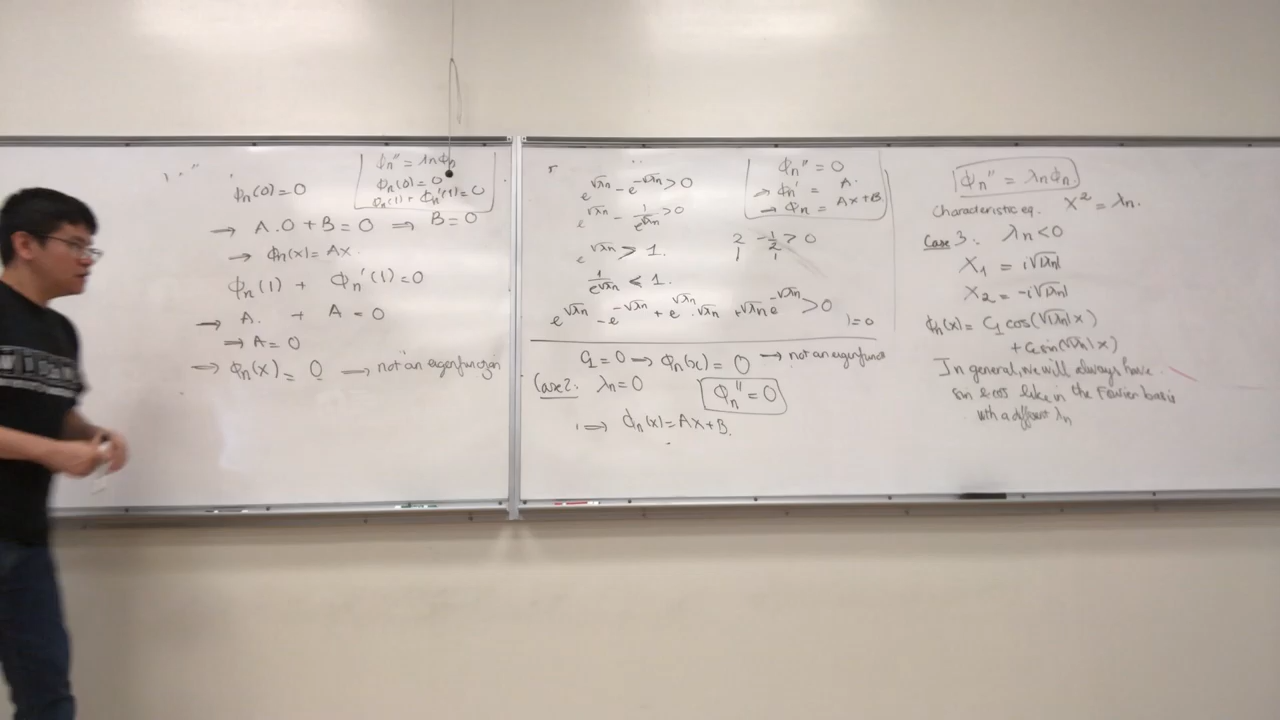 ϕn'' = λnϕn
ϕn(0)=0
ϕn(1) + ϕn'(1)=0
ϕn(0)=0
→ A.0+B=0 ⇒ B=0
→ ϕn(x)= Ax.
ϕn(1) + ϕn'(1)=0
→ A. + A = 0
⇒ A=0
⇒ ϕn(x) = 0 → not an eigenfunction
e^√λn − e^−√λn > 0
e^√λn − 1/e^√λn > 0
e^√λn > 1.
1/e^√λn < 1.
e^√λn − e^−√λn + e^√λn.√λn + √λn e^−√λn > 0
ϕn'' = 0
→ ϕn' = A.
→ ϕn = Ax+B
2 − 1/2 > 0
1 1
)=0
C1=0 → ϕn(x) = 0 → not an eigenfunct
Case 2: λn=0
ϕn'' = 0
⇒ ϕn(x)=Ax+B.
ϕn'' = λnϕn
Characteristic eq. X² = λn.
Case 3: λn<0
X1 = i√|λn|
X2 = −i√|λn|
ϕn(x)= C1 cos(√|λn| x)
+ C2 sin(√|λn| x)
In general, we will always have
sin & cos like in the Fourier basis
with a different λn